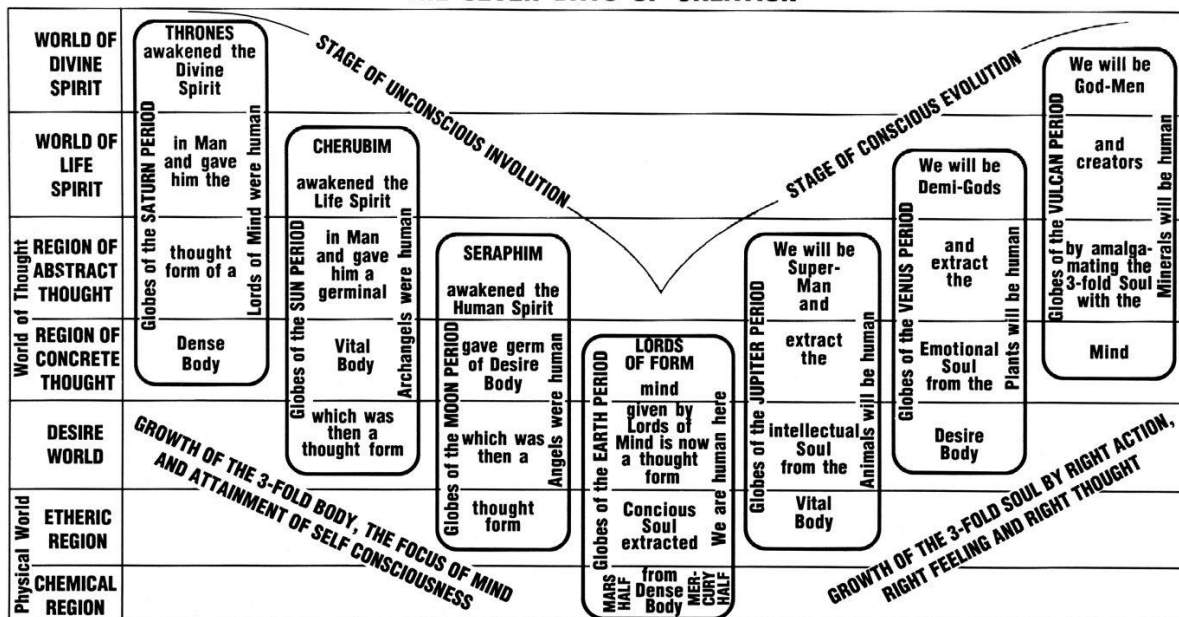 THE SEVEN DAYS OF CREATION
WORLD OF
DIVINE
SPIRIT
WORLD OF
LIFE
SPIRIT
World of Thought
REGION OF
ABSTRACT
THOUGHT
REGION OF
CONCRETE
THOUGHT
DESIRE
WORLD
Physical World
ETHERIC
REGION
CHEMICAL
REGION
THRONES
awakened the
Divine
Spirit
in Man
and gave
him the
thought
form of a
Dense
Body
Globes of the SATURN PERIOD
Lords of Mind were human
STAGE OF UNCONSCIOUS INVOLUTION
CHERUBIM
awakened the
Life Spirit
in Man
and gave
him a
germinal
Vital
Body
which was
then a
thought form
Globes of the SUN PERIOD
Archangels were human
SERAPHIM
awakened the
Human Spirit
gave germ
of Desire
Body
which was
then a
thought
form
Globes of the MOON PERIOD
Angels were human
LORDS
OF FORM
mind
given by
Lords of
Mind is now
a thought
form
Concious
Soul
extracted
from
Dense
Body
MARS
HALF
MER-
CURY
HALF
Globes of the EARTH PERIOD
We are human here
STAGE OF CONSCIOUS EVOLUTION
We will be
Super-
Man
and
extract
the
intellectual
Soul
from the
Vital
Body
Globes of the JUPITER PERIOD
Animals will be human
We will be
Demi-Gods
and
extract
the
Emotional
Soul
from the
Desire
Body
Globes of the VENUS PERIOD
Plants will be human
We will be
God-Men
and
creators
by amalga-
mating the
3-fold Soul
with the
Mind
Globes of the VULCAN PERIOD
Minerals will be human
GROWTH OF THE 3-FOLD BODY, THE FOCUS OF MIND
AND ATTAINMENT OF SELF CONSCIOUSNESS
GROWTH OF THE 3-FOLD SOUL BY RIGHT ACTION,
RIGHT FEELING AND RIGHT THOUGHT